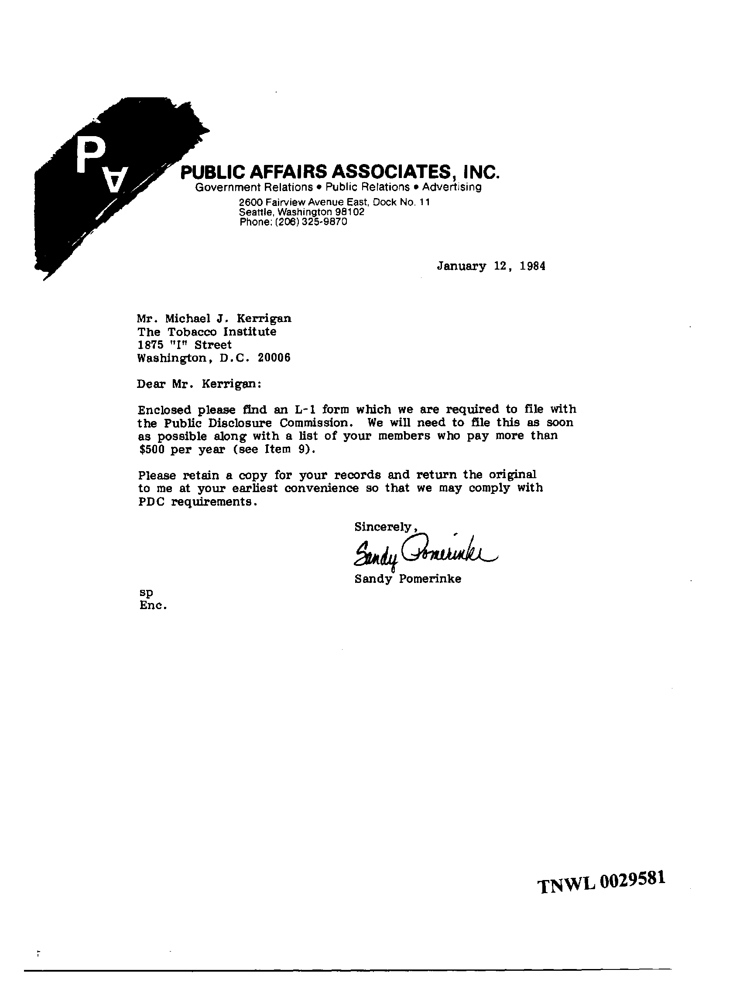 PA
PUBLIC AFFAIRS ASSOCIATES, INC.
Government Relations • Public Relations • Advertising
2600 Fairview Avenue East, Dock No. 11
Seattle, Washington 98102
Phone: (206) 325-9870
January 12, 1984
Mr. Michael J. Kerrigan
The Tobacco Institute
1875 "I" Street
Washington, D.C. 20006
Dear Mr. Kerrigan:
Enclosed please find an L-1 form which we are required to file with
the Public Disclosure Commission. We will need to file this as soon
as possible along with a list of your members who pay more than
$500 per year (see Item 9).
Please retain a copy for your records and return the original
to me at your earliest convenience so that we may comply with
PDC requirements.
Sincerely,
Sandy Pomerinke
Sandy Pomerinke
sp
Enc.
TNWL 0029581